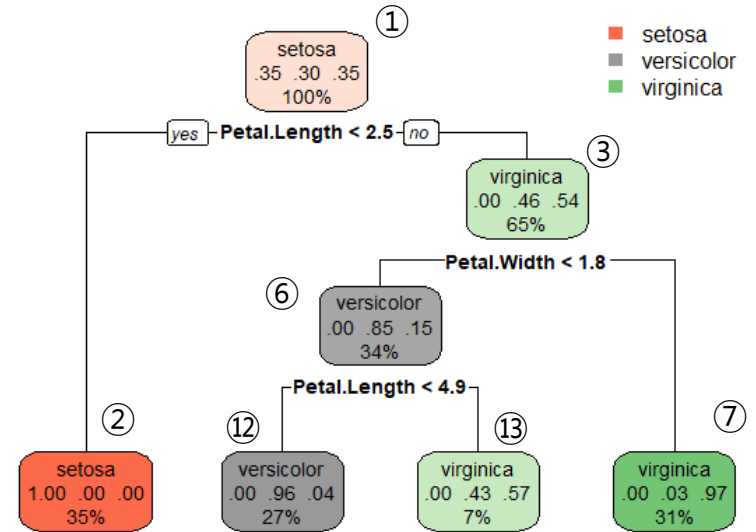 ①
setosa
.35 .30 .35
100%
setosa
versicolor
virginica
yes Petal.Length < 2.5 no
③
virginica
.00 .46 .54
65%
Petal.Width < 1.8
⑥
versicolor
.00 .85 .15
34%
Petal.Length < 4.9
②
setosa
1.00 .00 .00
35%
⑫
versicolor
.00 .96 .04
27%
⑬
virginica
.00 .43 .57
7%
⑦
virginica
.00 .03 .97
31%